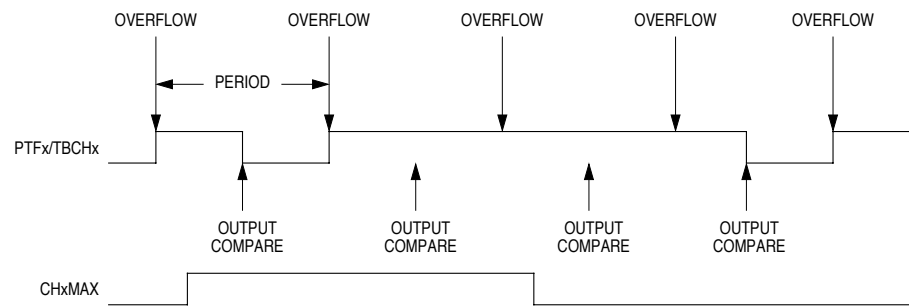 OVERFLOW OVERFLOW OVERFLOW OVERFLOW OVERFLOW
PERIOD
PTFx/TBCHx
OUTPUT
COMPARE
OUTPUT
COMPARE
OUTPUT
COMPARE
OUTPUT
COMPARE
CHxMAX